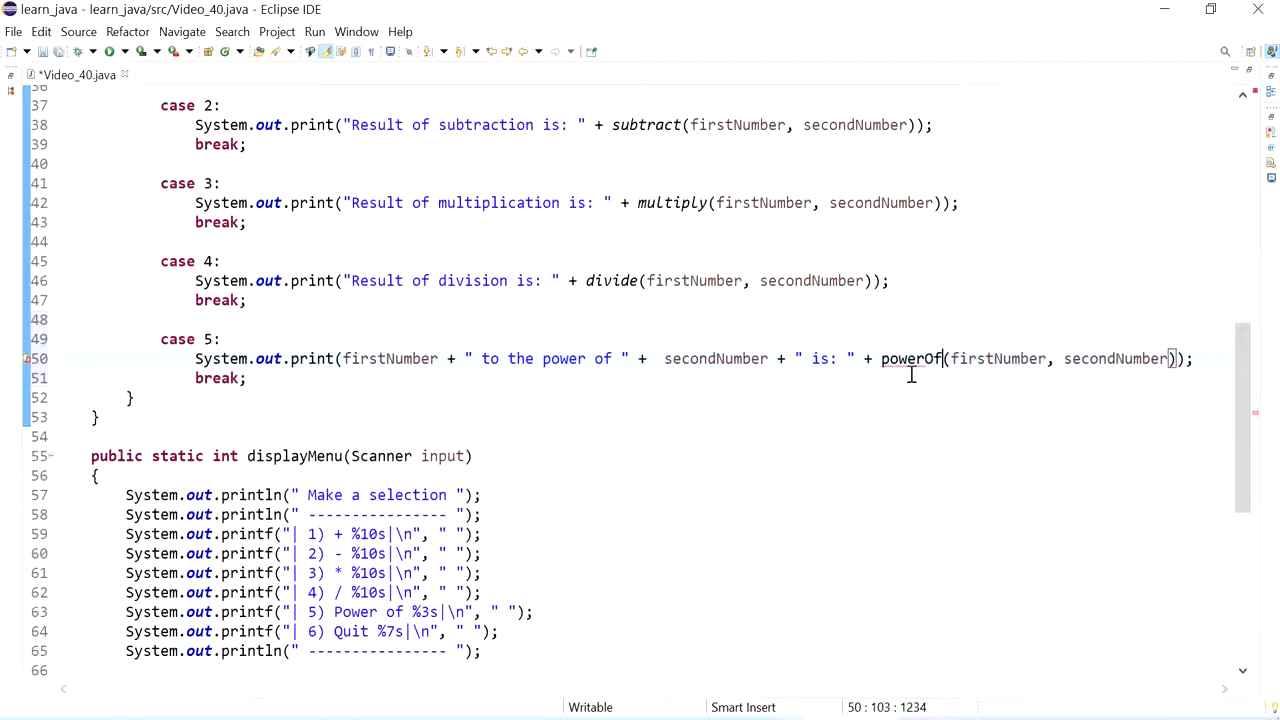 learn_java - learn_java/src/Video_40.java - Eclipse IDE
File Edit Source Refactor Navigate Search Project Run Window Help
*Video_40.java
36
37 case 2:
38 System.out.print("Result of subtraction is: " + subtract(firstNumber, secondNumber));
39 break;
40
41 case 3:
42 System.out.print("Result of multiplication is: " + multiply(firstNumber, secondNumber));
43 break;
44
45 case 4:
46 System.out.print("Result of division is: " + divide(firstNumber, secondNumber));
47 break;
48
49 case 5:
50 System.out.print(firstNumber + " to the power of " +  secondNumber + " is: " + powerOf(firstNumber, secondNumber));
51 break;
52 }
53 }
54
55 public static int displayMenu(Scanner input)
56 {
57 System.out.println(" Make a selection ");
58 System.out.println(" ---------------- ");
59 System.out.printf("| 1) + %10s|\n", " ");
60 System.out.printf("| 2) - %10s|\n", " ");
61 System.out.printf("| 3) * %10s|\n", " ");
62 System.out.printf("| 4) / %10s|\n", " ");
63 System.out.printf("| 5) Power of %3s|\n", " ");
64 System.out.printf("| 6) Quit %7s|\n", " ");
65 System.out.println(" ---------------- ");
66
Writable Smart Insert 50 : 103 : 1234